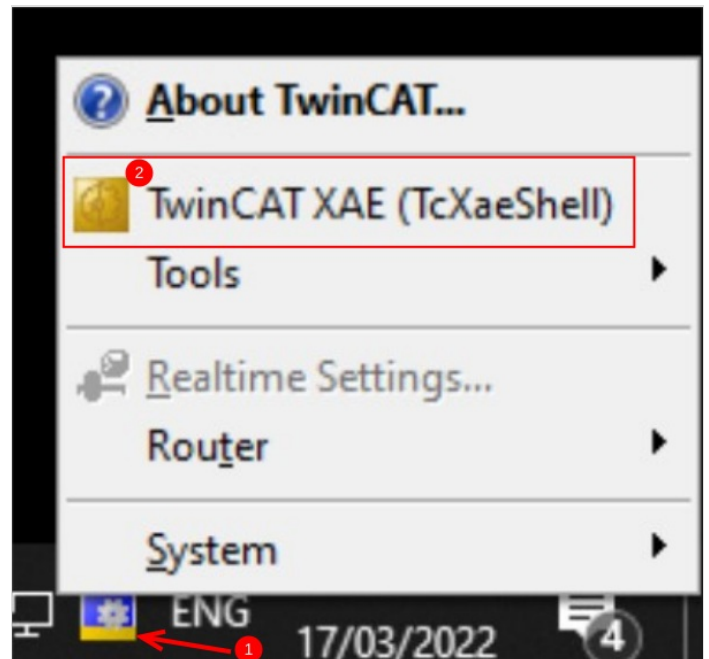 About TwinCAT...
2
TwinCAT XAE (TcXaeShell)
Tools
Realtime Settings...
Router
System
ENG
1
17/03/2022
4